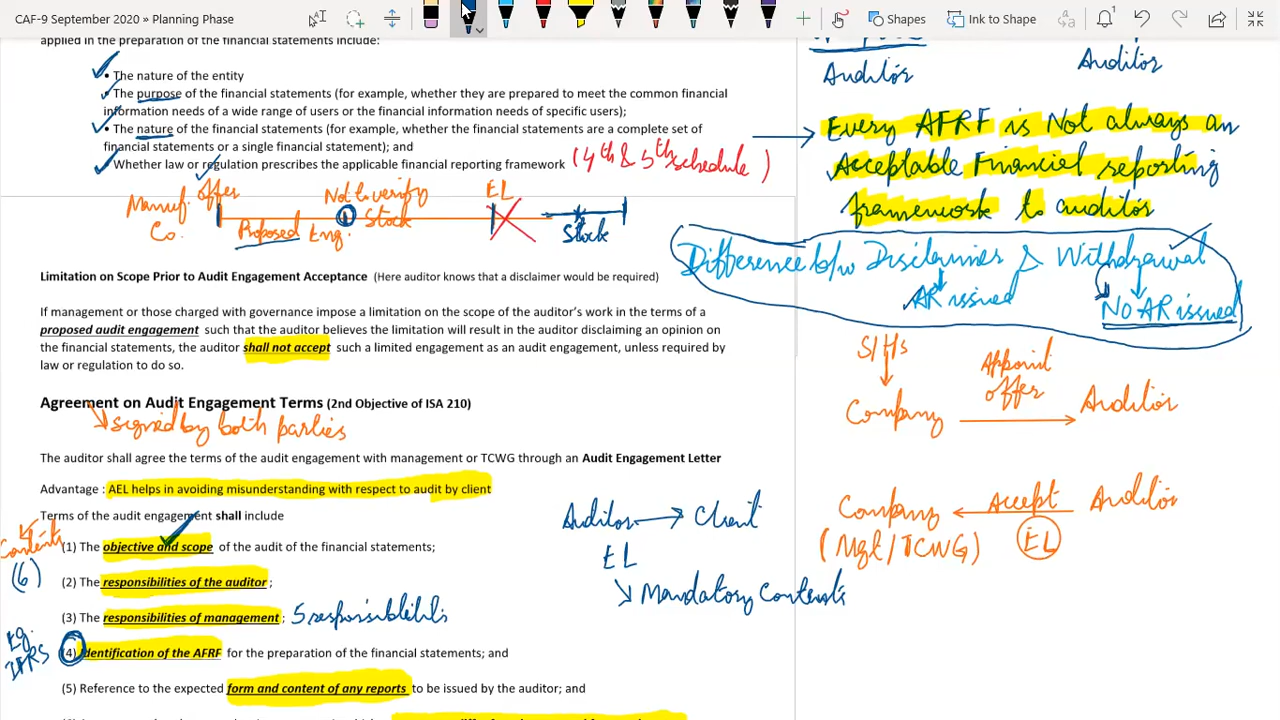 CAF-9 September 2020 » Planning Phase
Shapes
Link to Shape
applied in the preparation of the financial statements include:
• The nature of the entity
• The purpose of the financial statements (for example, whether they are prepared to meet the common financial
information needs of a wide range of users or the financial information needs of specific users);
• The nature of the financial statements (for example, whether the financial statements are a complete set of
financial statements or a single financial statement); and
• Whether law or regulation prescribes the applicable financial reporting framework (4th & 5th schedule)
Manuf. Co.
Offer
Proposed Eng.
Not to verify Stock
EL
Stock
Limitation on Scope Prior to Audit Engagement Acceptance (Here auditor knows that a disclaimer would be required)
If management or those charged with governance impose a limitation on the scope of the auditor's work in the terms of a
proposed audit engagement such that the auditor believes the limitation will result in the auditor disclaiming an opinion on
the financial statements, the auditor shall not accept such a limited engagement as an audit engagement, unless required by
law or regulation to do so.
Agreement on Audit Engagement Terms (2nd Objective of ISA 210)
signed by both parties
The auditor shall agree the terms of the audit engagement with management or TCWG through an Audit Engagement Letter
Advantage : AEL helps in avoiding misunderstanding with respect to audit by client
Terms of the audit engagement shall include
Contents
(6)
(1) The objective and scope of the audit of the financial statements;
(2) The responsibilities of the auditor;
(3) The responsibilities of management; 5 responsiblebilitis
Eg. IFRS
(4) Identification of the AFRF for the preparation of the financial statements; and
(5) Reference to the expected form and content of any reports to be issued by the auditor; and
Auditor
Auditor
Every AFRF is Not always an
Acceptable Financial reporting
framework to auditor
Difference b/w Disclaimer & Withdrawal
AR issued
No AR issued
S/Hs
Company
Appoint
offer
Auditor
Company
Accept
Auditor
(Mgt/TCWG)
EL
Auditor
Client
EL
Mandatory Contents